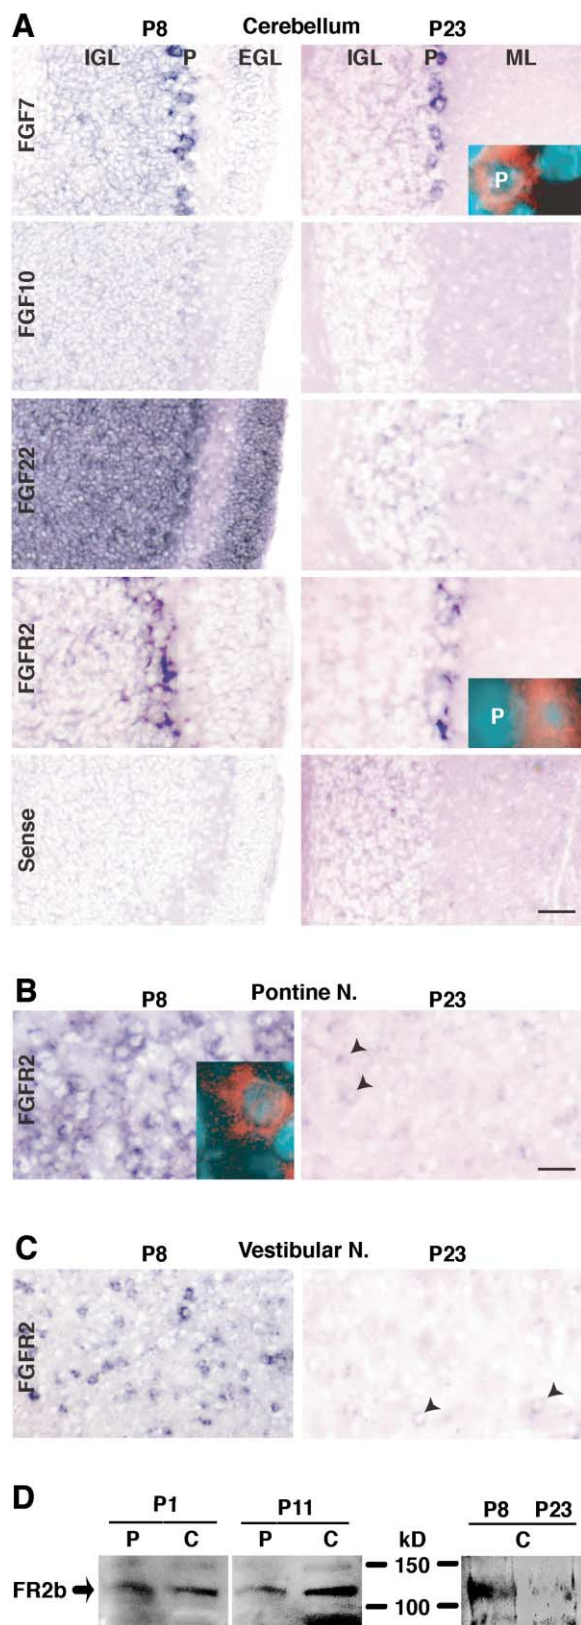 A P8 Cerebellum P23
IGL P EGL IGL P ML
FGF7
P
FGF10
FGF22
FGFR2
P
Sense
B P8 Pontine N. P23
FGFR2
C P8 Vestibular N. P23
FGFR2
D P1 P11 P8 P23
P C P C kD C
150
FR2b
100